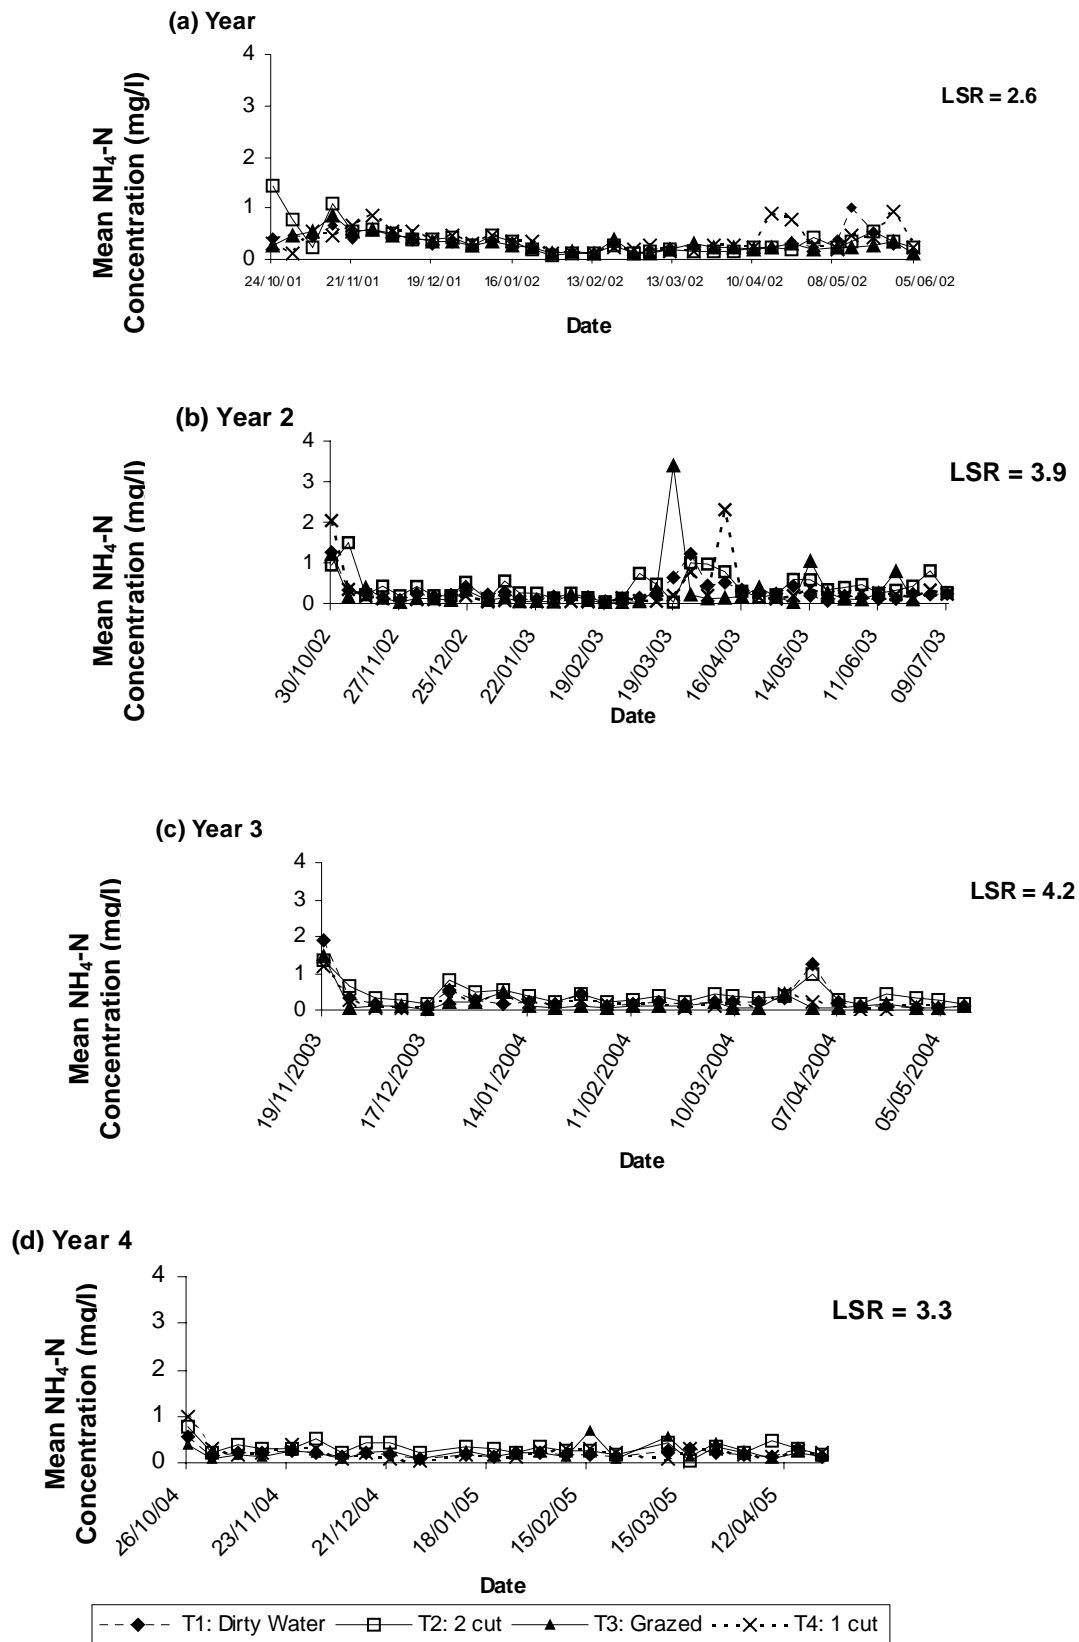 (a) Year
4
3
2
1
0
Mean NH₄-N
Concentration (mg/l)
LSR = 2.6
24/10/01 21/11/01 19/12/01 16/01/02 13/02/02 13/03/02 10/04/02 08/05/02 05/06/02
Date
(b) Year 2
4
3
2
1
0
Mean NH₄-N
Concentration (mg/l)
LSR = 3.9
30/10/02 27/11/02 25/12/02 22/01/03 19/02/03 19/03/03 16/04/03 14/05/03 11/06/03 09/07/03
Date
(c) Year 3
4
3
2
1
0
Mean NH₄-N
Concentration (mg/l)
LSR = 4.2
19/11/2003 17/12/2003 14/01/2004 11/02/2004 10/03/2004 07/04/2004 05/05/2004
Date
(d) Year 4
4
3
2
1
0
Mean NH₄-N
Concentration (mg/l)
LSR = 3.3
26/10/04 23/11/04 21/12/04 18/01/05 15/02/05 15/03/05 12/04/05
Date
T1: Dirty Water T2: 2 cut T3: Grazed T4: 1 cut